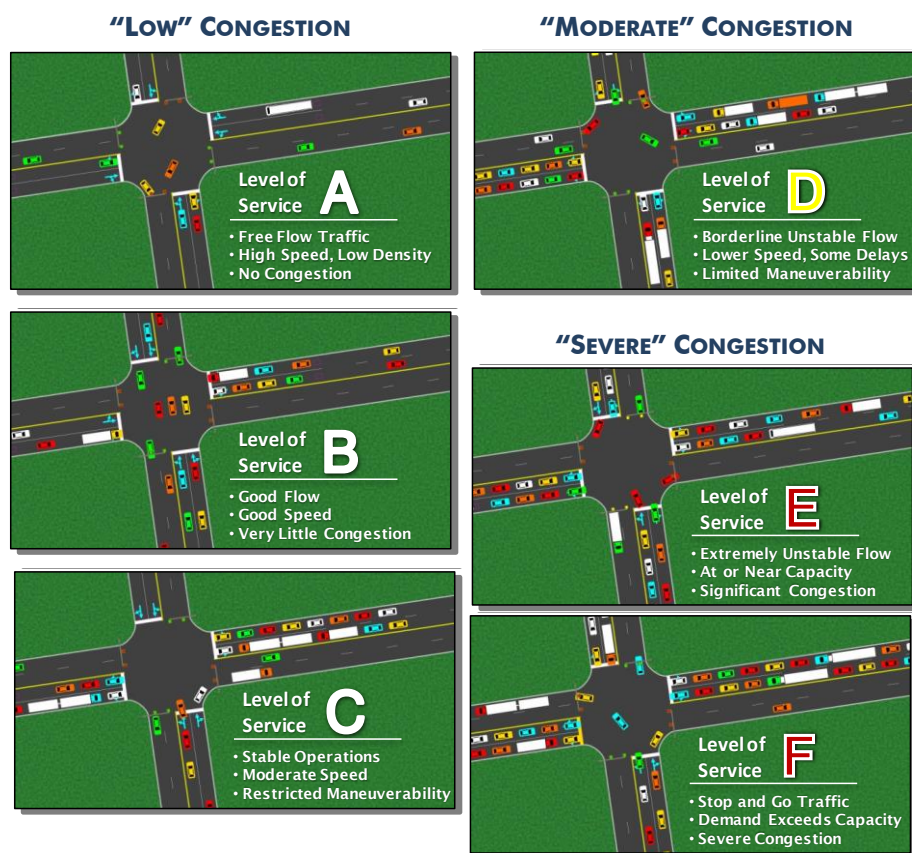 “LOW” CONGESTION
Level of
Service A
• Free Flow Traffic
• High Speed, Low Density
• No Congestion
Level of
Service B
• Good Flow
• Good Speed
• Very Little Congestion
Level of
Service C
• Stable Operations
• Moderate Speed
• Restricted Maneuverability
“MODERATE” CONGESTION
Level of
Service D
• Borderline Unstable Flow
• Lower Speed, Some Delays
• Limited Maneuverability
“SEVERE” CONGESTION
Level of
Service E
• Extremely Unstable Flow
• At or Near Capacity
• Significant Congestion
Level of
Service F
• Stop and Go Traffic
• Demand Exceeds Capacity
• Severe Congestion